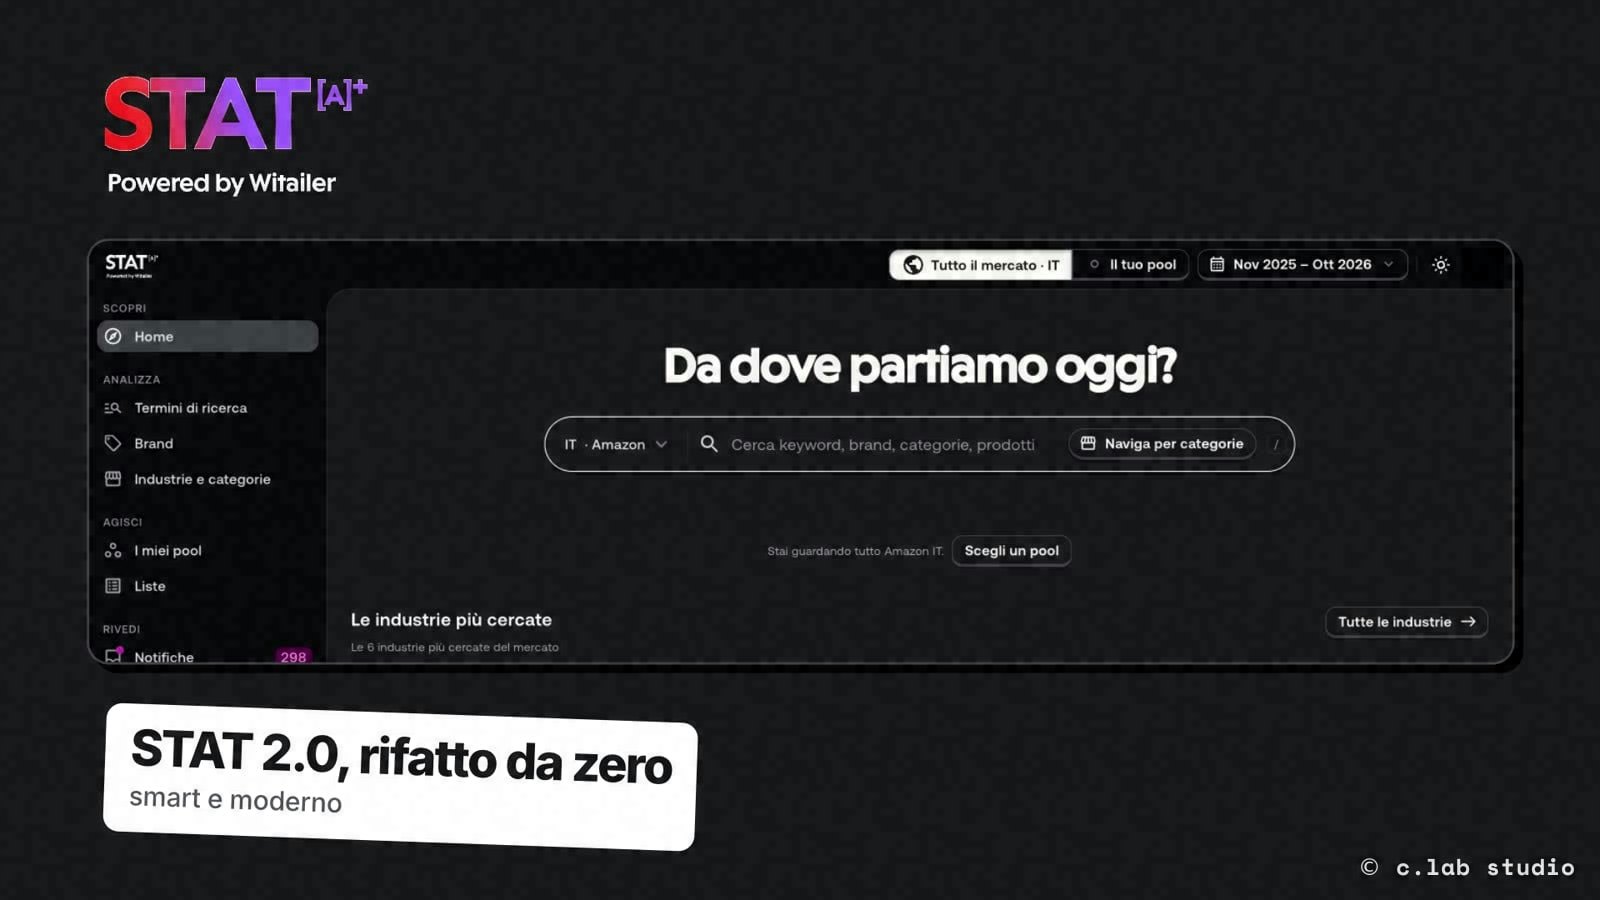 STAT[A]+
Powered by Witailer
STAT[A]+
Powered by Witailer
Tutto il mercato · IT
Il tuo pool
Nov 2025 – Ott 2026
SCOPRI
Home
ANALIZZA
Termini di ricerca
Brand
Industrie e categorie
AGISCI
I miei pool
Liste
RIVEDI
Notifiche
298
Da dove partiamo oggi?
IT · Amazon
Cerca keyword, brand, categorie, prodotti
Naviga per categorie
/
Stai guardando tutto Amazon IT.
Scegli un pool
Le industrie più cercate
Le 6 industrie più cercate del mercato
Tutte le industrie →
STAT 2.0, rifatto da zero
smart e moderno
© c.lab studio